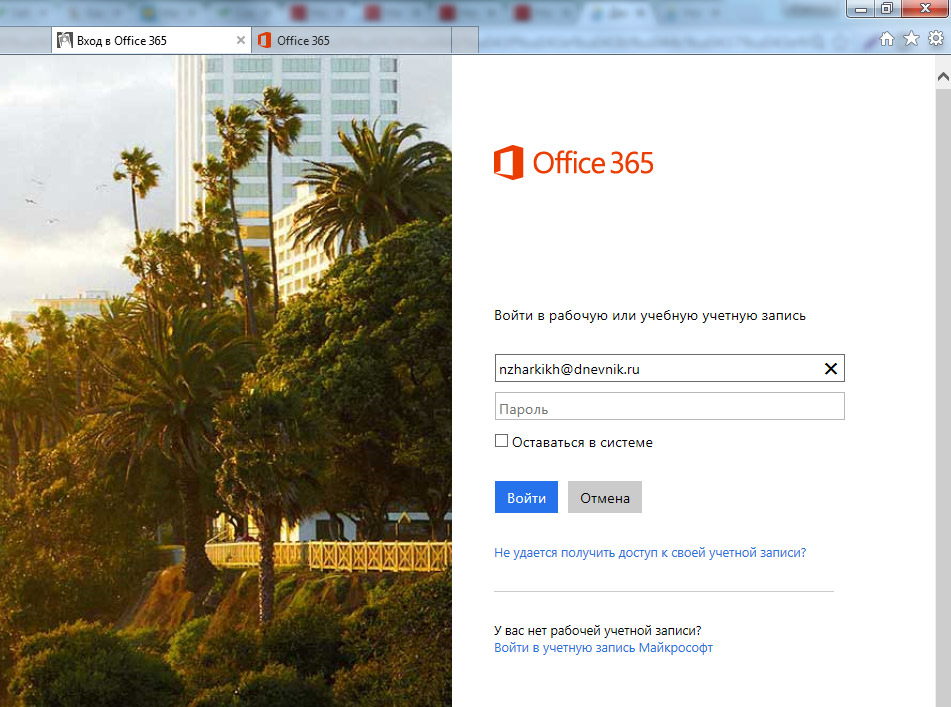 Вход в Office 365
Office 365
Office 365
Войти в рабочую или учебную учетную запись
nzharkikh@dnevnik.ru
Пароль
Оставаться в системе
Войти
Отмена
Не удается получить доступ к своей учетной записи?
У вас нет рабочей учетной записи?
Войти в учетную запись Майкрософт